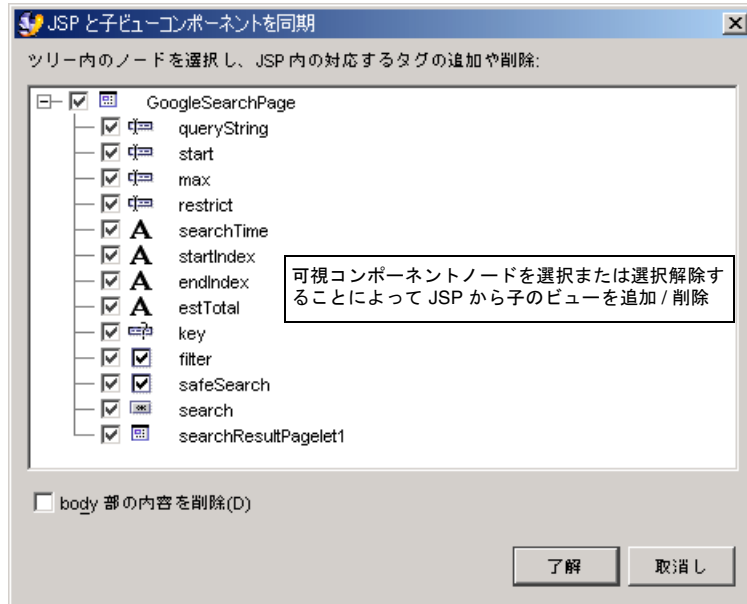 JSP と子ビューコンポーネントを同期
ツリー内のノードを選択し、JSP 内の対応するタグの追加や削除:
GoogleSearchPage
queryString
start
max
restrict
searchTime
startIndex
endIndex
estTotal
key
filter
safeSearch
search
searchResultPagelet1
可視コンポーネントノードを選択または選択解除す
ることによって JSP から子のビューを追加 / 削除
body 部の内容を削除(D)
了解
取消し